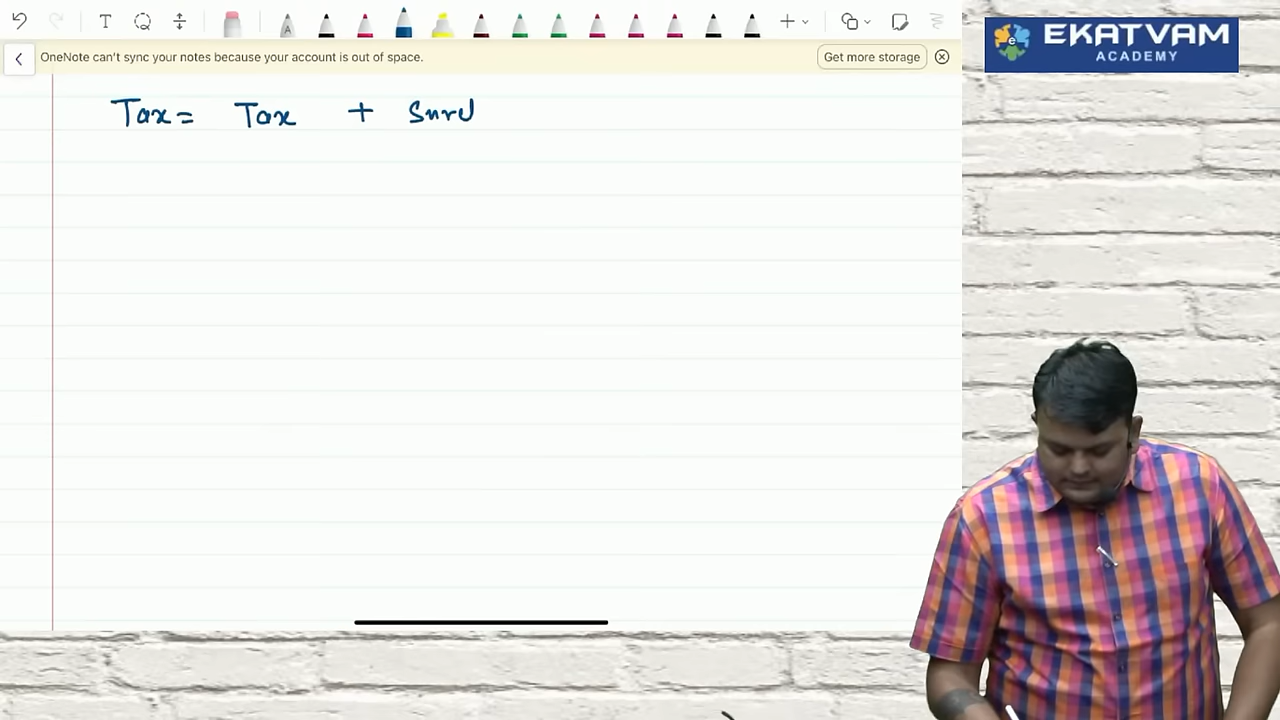 OneNote can't sync your notes because your account is out of space.
Get more storage
EKATVAM
ACADEMY
Tax = Tax +